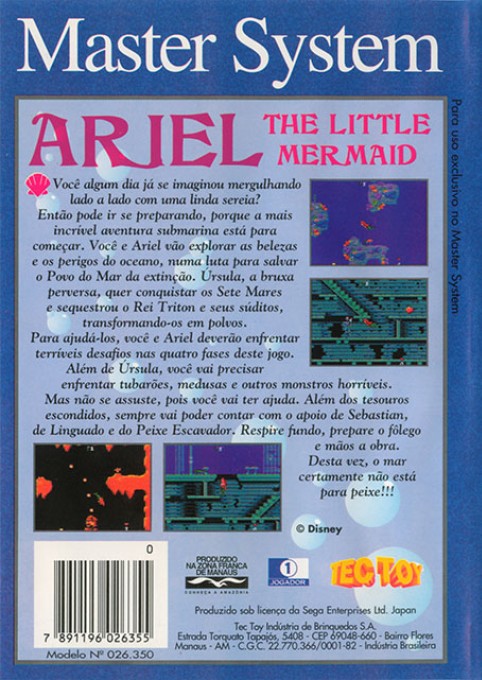 Master System
ARIEL THE LITTLE
MERMAID
Para uso exclusivo no Master System
Você algum dia já se imaginou mergulhando
lado a lado com uma linda sereia?
Então pode ir se preparando, porque a mais
incrível aventura submarina está para
começar. Você e Ariel vão explorar as belezas
e os perigos do oceano, numa luta para salvar
o Povo do Mar da extinção. Úrsula, a bruxa
perversa, quer conquistar os Sete Mares
e sequestrou o Rei Triton e seus súditos,
transformando-os em polvos.
Para ajudá-los, você e Ariel deverão enfrentar
terríveis desafios nas quatro fases deste jogo.
Além de Úrsula, você vai precisar
enfrentar tubarões, medusas e outros monstros horríveis.
Mas não se assuste, pois você vai ter ajuda. Além dos tesouros
escondidos, sempre vai poder contar com o apoio de Sebastian,
de Linguado e do Peixe Escavador. Respire fundo, prepare o fôlego
e mãos a obra.
Desta vez, o mar
certamente não está
para peixe!!!
© Disney
0
7 891196 026355
Modelo Nº 026.350
PRODUZIDO
NA ZONA FRANCA
DE MANAUS
CONHEÇA A AMAZÔNIA
1
JOGADOR
TEC TOY
Produzido sob licença da Sega Enterprises Ltd. Japan
Tec Toy Indústria de Brinquedos S.A.
Estrada Torquato Tapajós, 5408 - CEP 69048-660 - Bairro Flores
Manaus - AM - C.G.C. 22.770.366/0001-82 - Indústria Brasileira